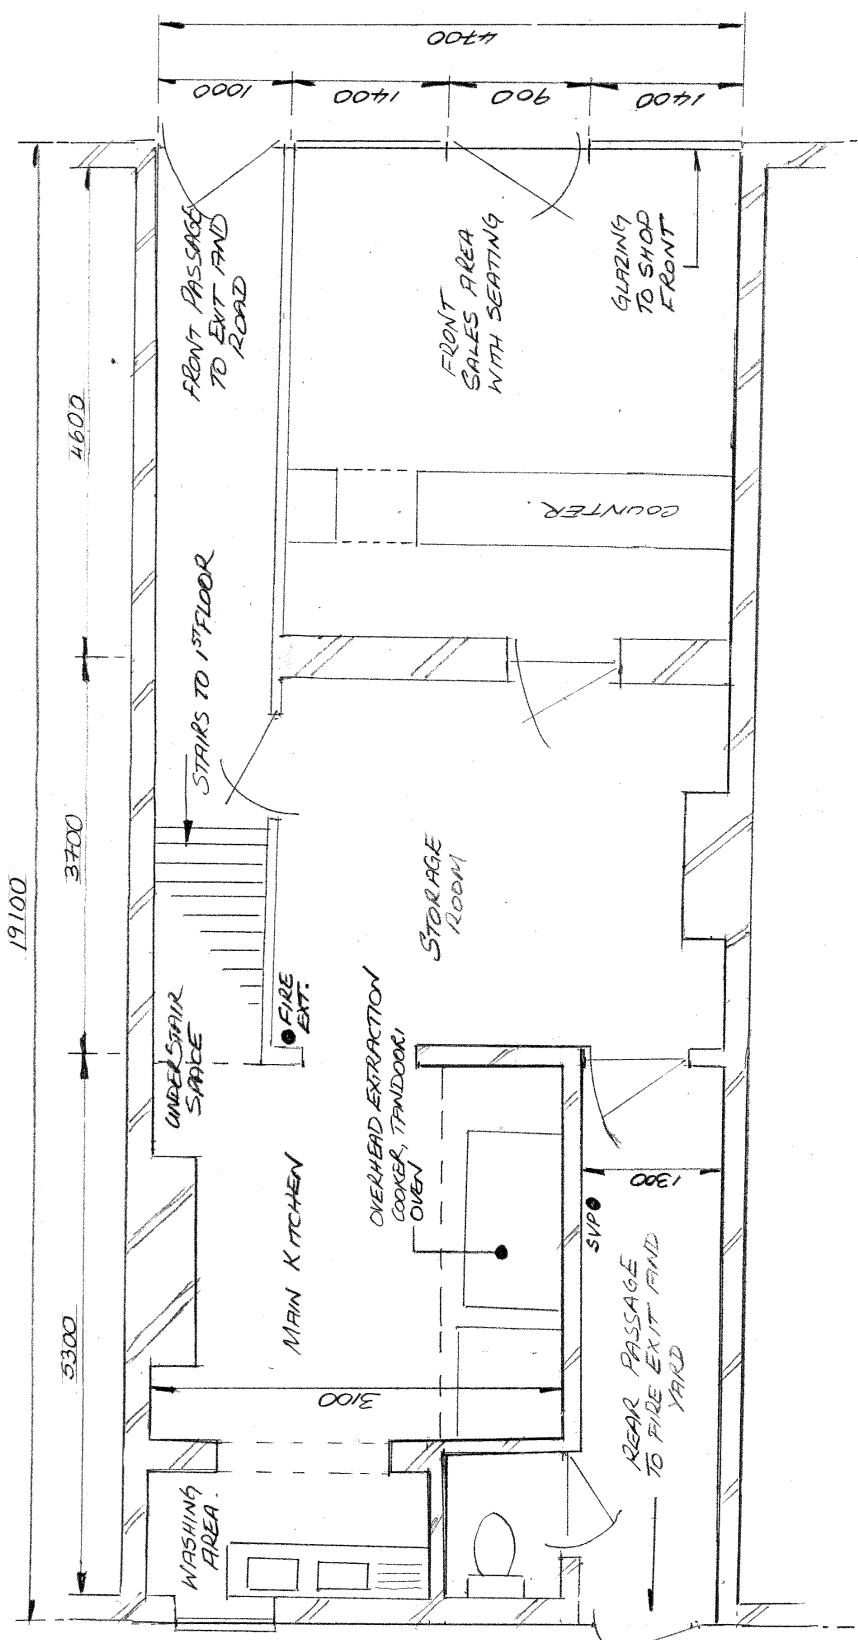 4700
1000
1400
900
1400
19100
4600
3700
5300
FRONT PASSAGE
TO EXIT AND
ROAD
FRONT
SALES AREA
WITH SEATING
GLAZING
TO SHOP
FRONT
COUNTER
STAIRS TO 1ST FLOOR
STORAGE
ROOM
FIRE
EXT.
UNDERSTAIR
SPACE
OVERHEAD EXTRACTION
COOKER, TANDOORI
OVEN
MAIN KITCHEN
1300
SVP
3100
REAR PASSAGE
TO FIRE EXIT AND
YARD
WASHING
AREA.